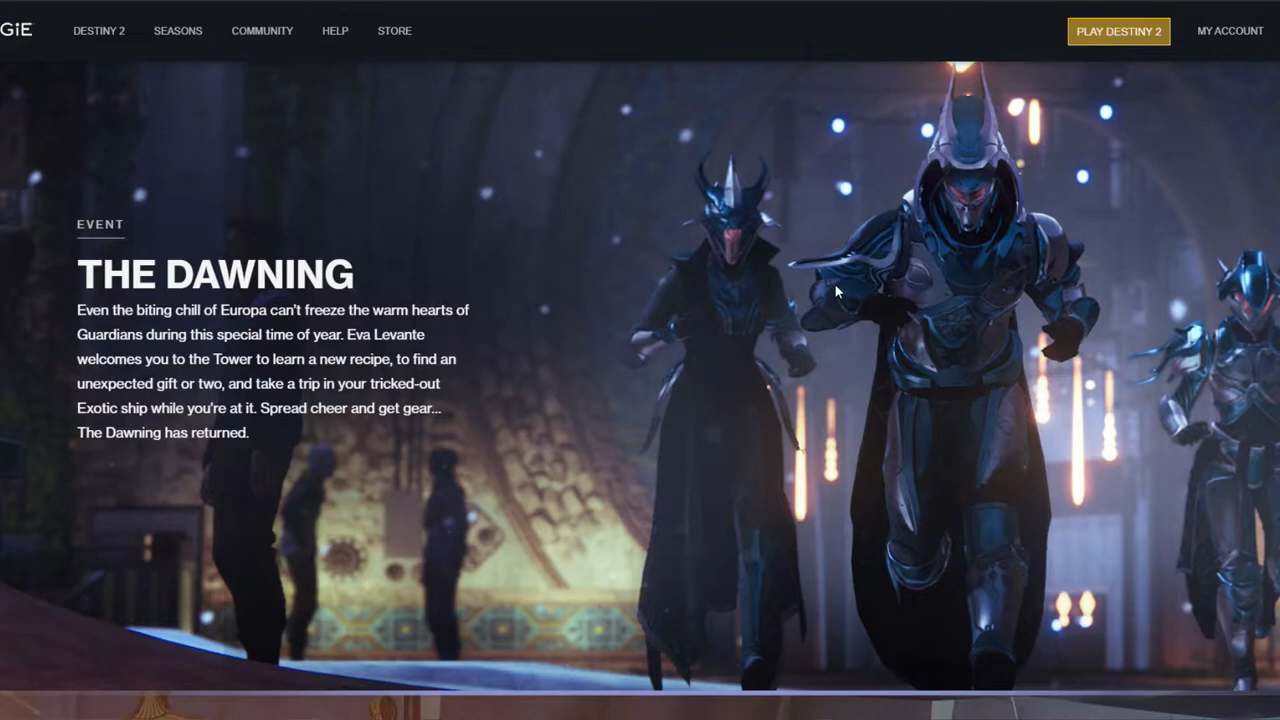 GiE
DESTINY 2
SEASONS
COMMUNITY
HELP
STORE
PLAY DESTINY 2
MY ACCOUNT
EVENT
THE DAWNING
Even the biting chill of Europa can't freeze the warm hearts of
Guardians during this special time of year. Eva Levante
welcomes you to the Tower to learn a new recipe, to find an
unexpected gift or two, and take a trip in your tricked-out
Exotic ship while you're at it. Spread cheer and get gear...
The Dawning has returned.